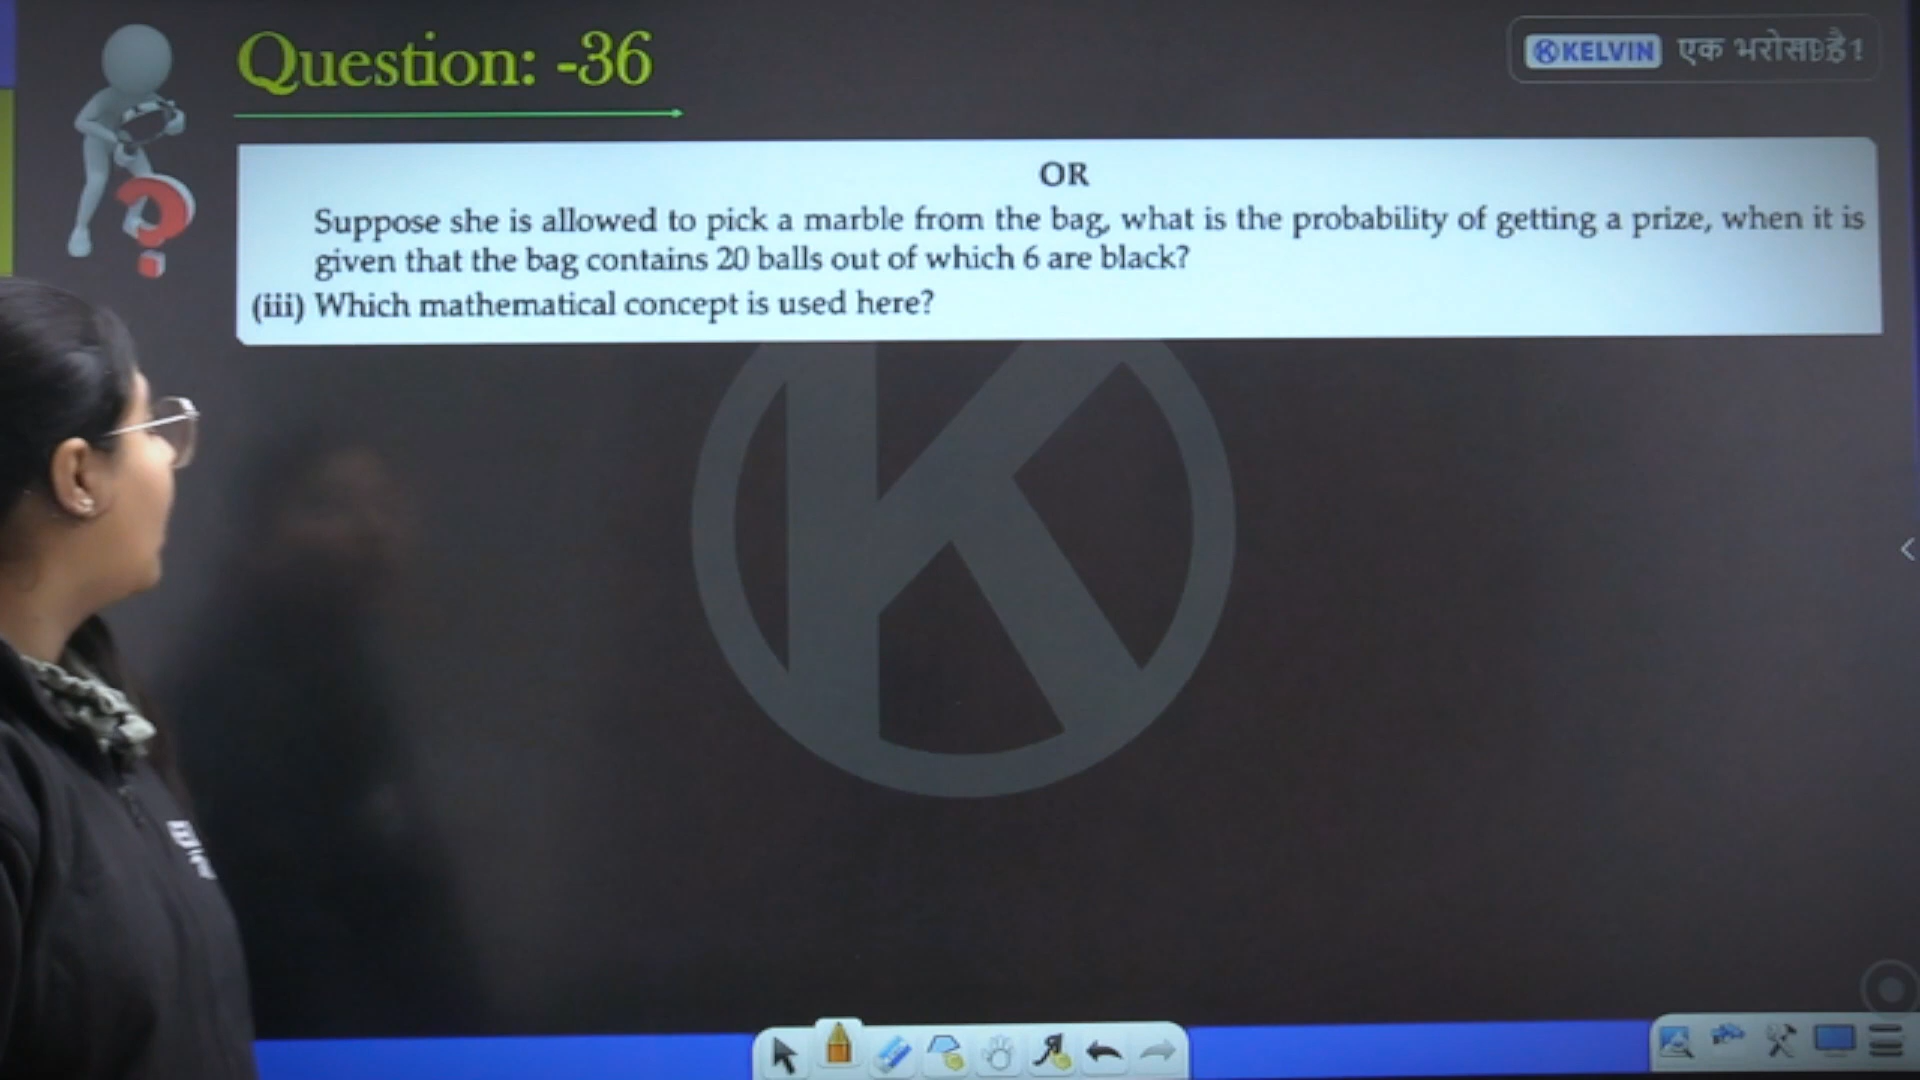 Question: -36
KELVIN एक भरोसा है
OR
Suppose she is allowed to pick a marble from the bag, what is the probability of getting a prize, when it is
given that the bag contains 20 balls out of which 6 are black?
(iii) Which mathematical concept is used here?